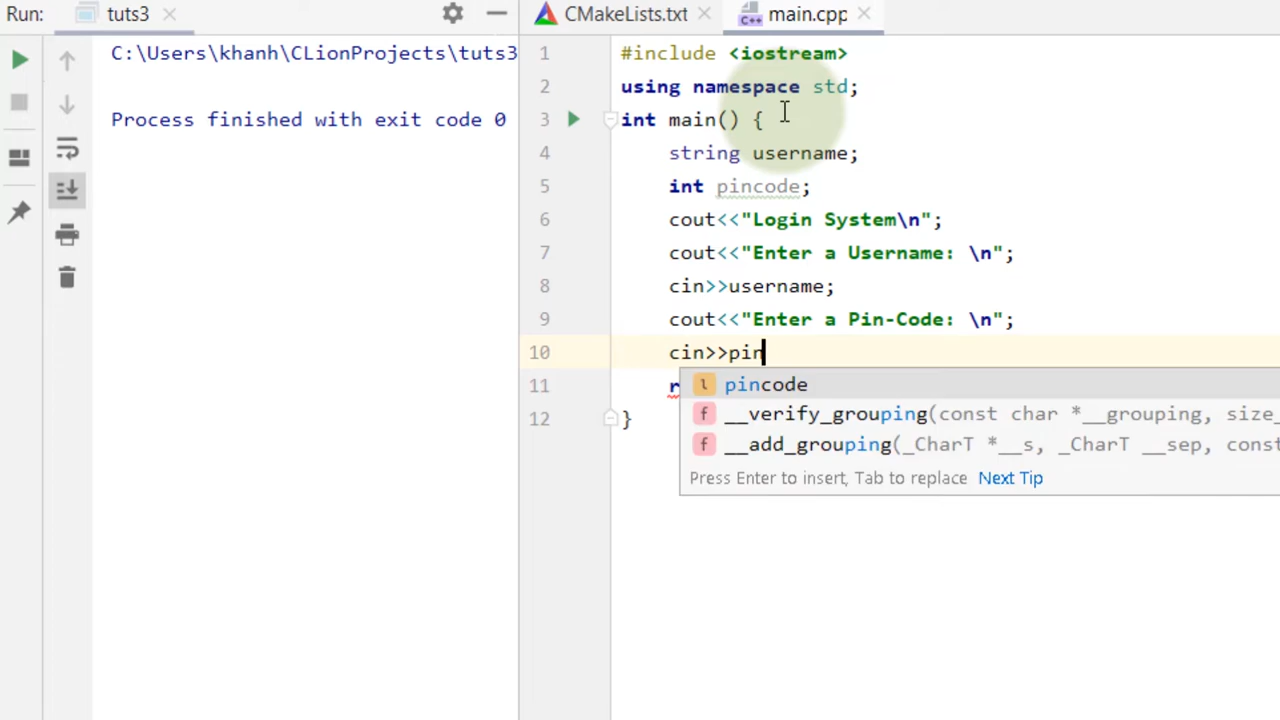 Run: tuts3
CMakeLists.txt main.cpp
C:\Users\khanh\CLionProjects\tuts3
Process finished with exit code 0
1 #include <iostream>
2 using namespace std;
3 int main() {
4 string username;
5 int pincode;
6 cout<<"Login System\n";
7 cout<<"Enter a Username: \n";
8 cin>>username;
9 cout<<"Enter a Pin-Code: \n";
10 cin>>pin
11 r
12 }
l pincode
f __verify_grouping(const char *__grouping, size_
f __add_grouping(_CharT *__s, _CharT __sep, const
Press Enter to insert, Tab to replace Next Tip